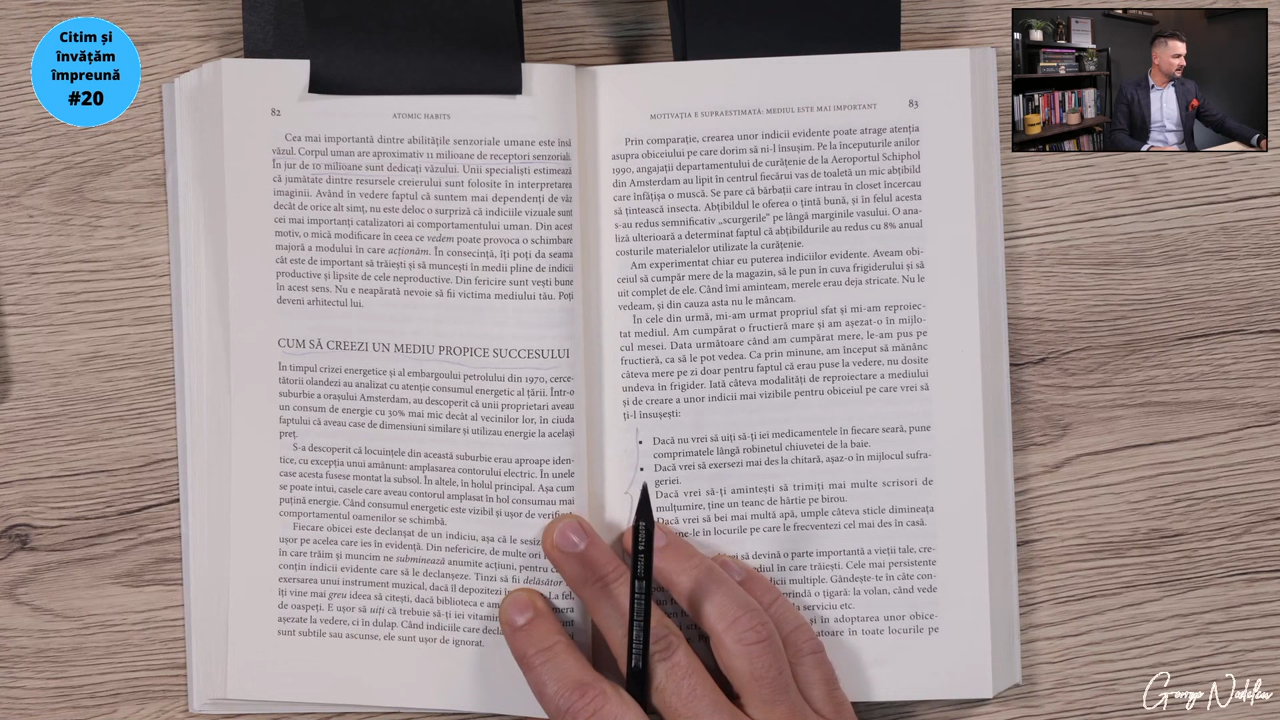 Citim și
învățăm
împreună
#20
82
ATOMIC HABITS
Cea mai importantă dintre abilitățile senzoriale umane este însă
văzul. Corpul uman are aproximativ 11 milioane de receptori senzoriali.
În jur de 10 milioane sunt dedicați văzului. Unii specialiști estimează
că jumătate dintre resursele creierului sunt folosite în interpretarea
imaginii. Având în vedere faptul că suntem mai dependenți de văz
decât de orice alt simț, nu este deloc o surpriză că indiciile vizuale sunt
cei mai importanți catalizatori ai comportamentului uman. Din acest
motiv, o mică modificare în ceea ce vedem poate provoca o schimbare
majoră a modului în care acționăm. În consecință, îți poți da seama
cât este de important să trăiești și să muncești în medii pline de indicii
productive și lipsite de cele neproductive. Din fericire sunt vești bune
în acest sens. Nu e neapărată nevoie să fii victima mediului tău. Poți
deveni arhitectul lui.
CUM SĂ CREEZI UN MEDIU PROPICE SUCCESULUI
În timpul crizei energetice și al embargoului petrolului din 1970, cerce-
tătorii olandezi au analizat cu atenție consumul energetic al țării. Într-o
suburbie a orașului Amsterdam, au descoperit că unii proprietari aveau
un consum de energie cu 30% mai mic decât al vecinilor lor, în ciuda
faptului că aveau case de dimensiuni similare și utilizau energie la același
preț.
S-a descoperit că locuințele din această suburbie erau aproape iden-
tice, cu excepția unui amănunt: amplasarea contorului electric. În unele
case acesta fusese montat la subsol. În altele, în holul principal. Așa cum
se poate intui, casele care aveau contorul amplasat în hol consumau mai
puțină energie. Când consumul energetic este vizibil și ușor de verificat,
comportamentul oamenilor se schimbă.
Fiecare obicei este declanșat de un indiciu, așa că le sesiz
ușor pe acelea care ies în evidență. Din nefericire, de multe ori
în care trăim și muncim ne subminează anumite acțiuni, pentru c
conțin indicii evidente care să le declanșeze. Tinzi să fii delăsător
exersarea unui instrument muzical, dacă îl depozitezi în La fel,
îți vine mai greu ideea să citești, dacă biblioteca e am camera
de oaspeți. E ușor să uiți că trebuie să-ți iei vitamin
așezate la vedere, ci în dulap. Când indiciile care decla
sunt subtile sau ascunse, ele sunt ușor de ignorat.
MOTIVAȚIA E SUPRAESTIMATĂ: MEDIUL ESTE MAI IMPORTANT
83
Prin comparație, crearea unor indicii evidente poate atrage atenția
asupra obiceiului pe care dorim să ni-l însușim. Pe la începuturile anilor
1990, angajații departamentului de curățenie de la Aeroportul Schiphol
din Amsterdam au lipit în centrul fiecărui vas de toaletă un mic abțibild
care înfățișa o muscă. Se pare că bărbații care intrau în closet încercau
să țintească insecta. Abțibildul le oferea o țintă bună, și în felul acesta
s-au redus semnificativ „scurgerile” pe lângă marginile vasului. O ana-
liză ulterioară a determinat faptul că abțibildurile au redus cu 8% anual
costurile materialelor utilizate la curățenie.
Am experimentat chiar eu puterea indiciilor evidente. Aveam obi-
ceiul să cumpăr mere de la magazin, să le pun în cuva frigiderului și să
uit complet de ele. Când îmi aminteam, merele erau deja stricate. Nu le
vedeam, și din cauza asta nu le mâncam.
În cele din urmă, mi-am urmat propriul sfat și mi-am reproiec-
tat mediul. Am cumpărat o fructieră mare și am așezat-o în mijlo-
cul mesei. Data următoare când am cumpărat mere, le-am pus pe
fructieră, ca să le pot vedea. Ca prin minune, am început să mănânc
câteva mere pe zi doar pentru faptul că erau puse la vedere, nu dosite
undeva în frigider. Iată câteva modalități de reproiectare a mediului
și de creare a unor indicii mai vizibile pentru obiceiul pe care vrei să
ți-l însușești:
▪ Dacă nu vrei să uiți să-ți iei medicamentele în fiecare seară, pune
comprimatele lângă robinetul chiuvetei de la baie.
▪ Dacă vrei să exersezi mai des la chitară, așaz-o în mijlocul sufra-
geriei.
Dacă vrei să-ți amintești să trimiți mai multe scrisori de
mulțumire, ține un teanc de hârtie pe birou.
Dacă vrei să bei mai multă apă, umple câteva sticle dimineața
ne-le în locurile pe care le frecventezi cel mai des în casă.
să devină o parte importantă a vieții tale, cre-
mediul în care trăiești. Cele mai persistente
indicii multiple. Gândește-te în câte con-
prindă o țigară: la volan, când vede
la serviciu etc.
și în adoptarea unor obice-
atoare în toate locurile pe